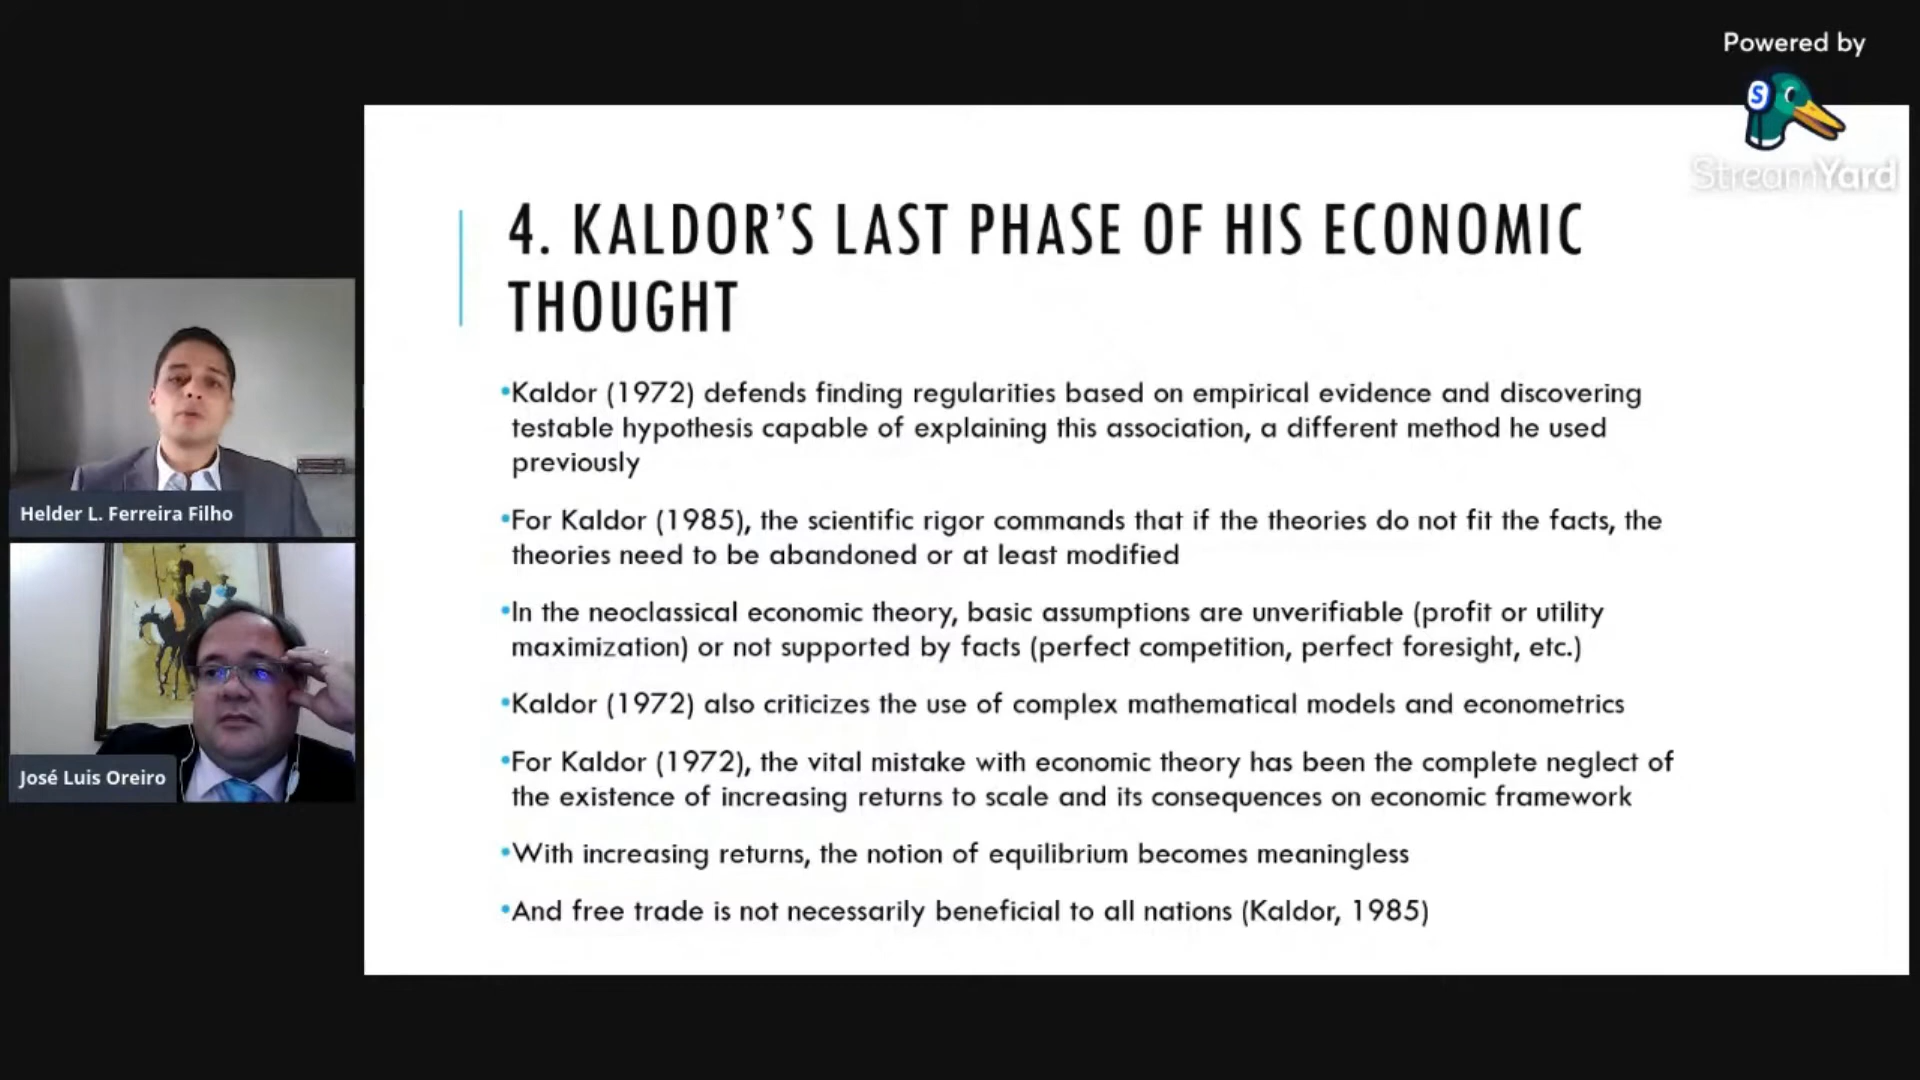 Powered by
StreamYard
4. KALDOR'S LAST PHASE OF HIS ECONOMIC
THOUGHT
•Kaldor (1972) defends finding regularities based on empirical evidence and discovering
testable hypothesis capable of explaining this association, a different method he used
previously
•For Kaldor (1985), the scientific rigor commands that if the theories do not fit the facts, the
theories need to be abandoned or at least modified
•In the neoclassical economic theory, basic assumptions are unverifiable (profit or utility
maximization) or not supported by facts (perfect competition, perfect foresight, etc.)
•Kaldor (1972) also criticizes the use of complex mathematical models and econometrics
•For Kaldor (1972), the vital mistake with economic theory has been the complete neglect of
the existence of increasing returns to scale and its consequences on economic framework
•With increasing returns, the notion of equilibrium becomes meaningless
•And free trade is not necessarily beneficial to all nations (Kaldor, 1985)
Helder L. Ferreira Filho
José Luis Oreiro